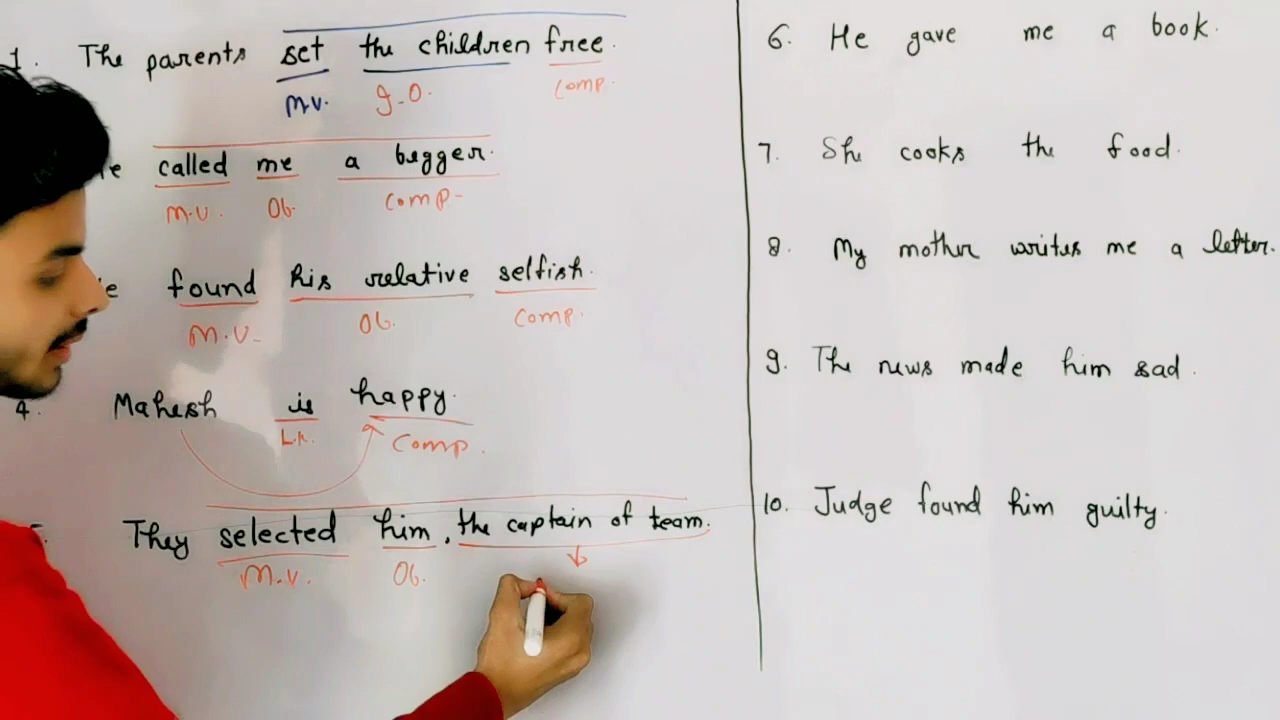 1. The parents set the children free.
m.v. J.O. Comp.
called me a begger.
m.v. Ob. Comp-
e found his relative selfish.
M.V. Ob. Comp.
4. Mahesh is happy.
L.V. Comp.
They selected him, the captain of team.
M.V. Ob.
6. He gave me a book.
7. She cooks the food.
8. My mother writes me a letter.
9. The news made him sad.
10. Judge found him guilty.